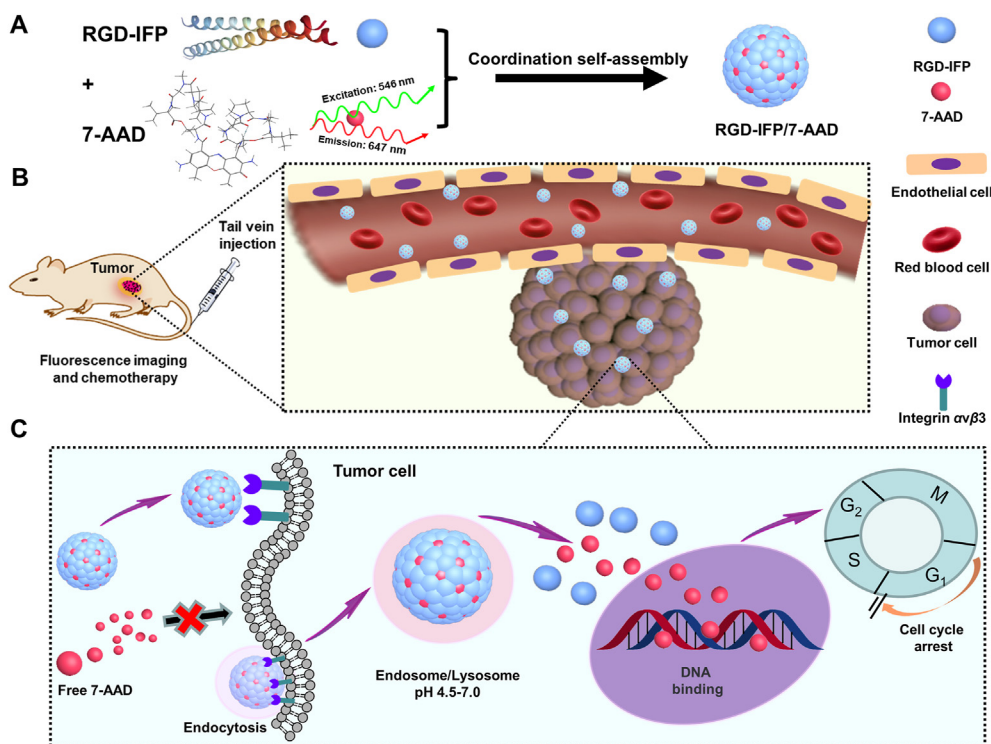 A
RGD-IFP
+
7-AAD
Excitation: 546 nm
Emission: 647 nm
Coordination self-assembly
RGD-IFP/7-AAD
RGD-IFP
7-AAD
Endothelial cell
Red blood cell
Tumor cell
Integrin αvβ3
B
Tail vein
injection
Tumor
Fluorescence imaging
and chemotherapy
C
Tumor cell
Free 7-AAD
Endocytosis
Endosome/Lysosome
pH 4.5-7.0
DNA
binding
G2
M
S
G1
Cell cycle
arrest